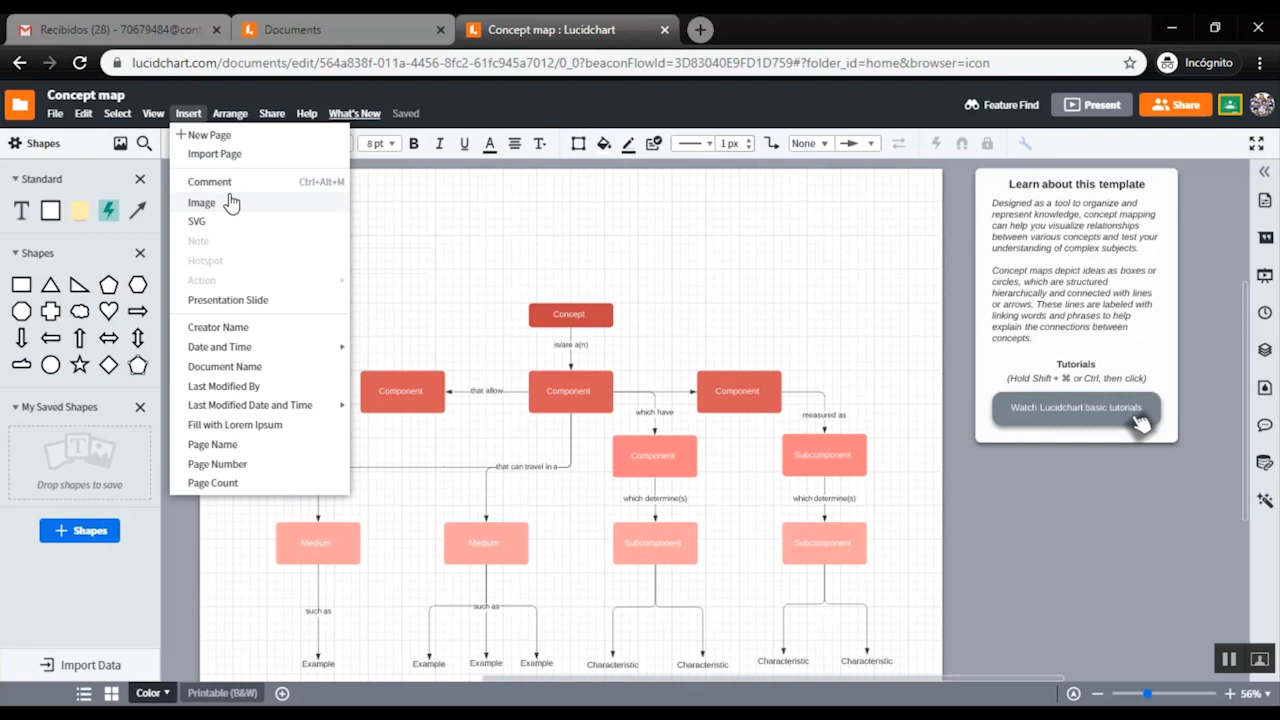 Recibidos (28) - 70679484@cont
Documents
Concept map : Lucidchart
lucidchart.com/documents/edit/564a838f-011a-4456-8fc2-61fc945a7012/0_0?beaconFlowId=3D83040E9FD1D759#?folder_id=home&browser=icon
Incógnito
Concept map
File Edit Select View Insert Arrange Share Help What's New Saved
Feature Find
Present
Share
Shapes
8 pt
B I U A T
1 px
None
New Page
Import Page
Comment Ctrl+Alt+M
Image
SVG
Note
Hotspot
Action
Presentation Slide
Creator Name
Date and Time
Document Name
Last Modified By
Last Modified Date and Time
Fill with Lorem Ipsum
Page Name
Page Number
Page Count
Standard
T
Shapes
My Saved Shapes
Drop shapes to save
+ Shapes
Import Data
Concept
is/are a(n)
Component
that allow
Component
Component
which have
measured as
Component
Subcomponent
that can travel in a
which determine(s)
which determine(s)
Medium
Medium
Subcomponent
Subcomponent
such as
such as
Example
Example
Example
Example
Characteristic
Characteristic
Characteristic
Characteristic
Learn about this template
Designed as a tool to organize and
represent knowledge, concept mapping
can help you visualize relationships
between various concepts and test your
understanding of complex subjects.
Concept maps depict ideas as boxes or
circles, which are structured
hierarchically and connected with lines
or arrows. These lines are labeled with
linking words and phrases to help
explain the connections between
concepts.
Tutorials
(Hold Shift + ⌘ or Ctrl, then click)
Watch Lucidchart basic tutorials
Color
Printable (B&W)
56%